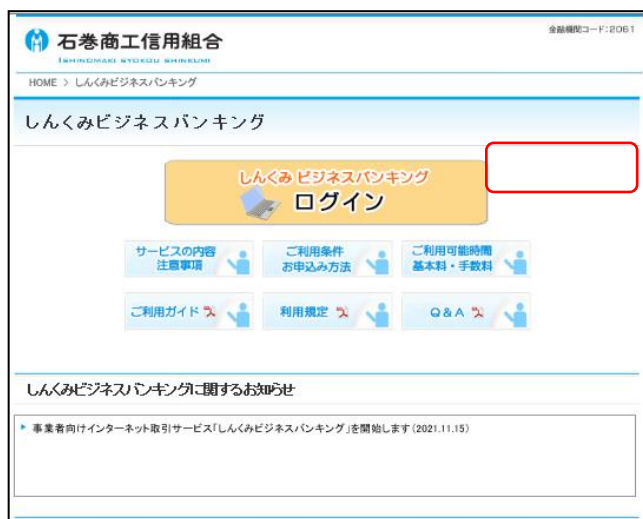 金融機関コード:2061
石巻商工信用組合
ISHINOMAKI SYOKOU SHINKUMI
HOME > しんくみビジネスバンキング
しんくみビジネスバンキング
しんくみ ビジネスバンキング
ログイン
サービスの内容
注意事項
ご利用条件
お申込み方法
ご利用可能時間
基本料・手数料
ご利用ガイド
利用規定
Q&A
しんくみビジネスバンキングに関するお知らせ
事業者向けインターネット取引サービス「しんくみビジネスバンキング」を開始します(2021.11.15)